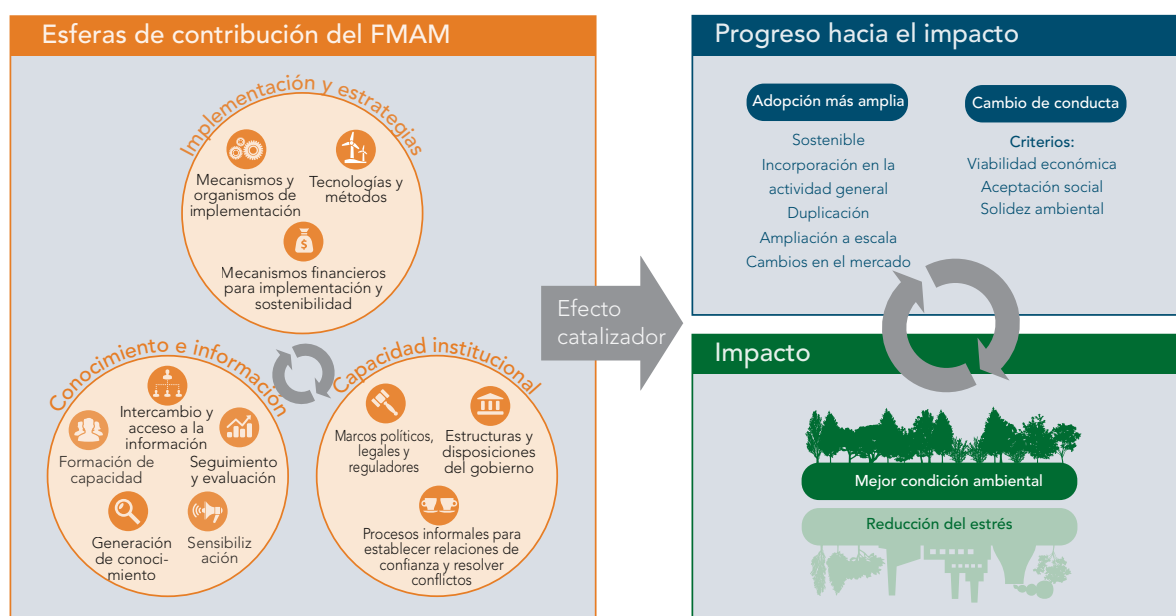 Esferas de contribución del FMAM
Implementación y estrategias
Mecanismos y
organismos de
implementación
Tecnologías y
métodos
$
Mecanismos financieros
para implementación y
sostenibilidad
Conocimiento e información
Intercambio y
acceso a la
información
Formación de
capacidad
Seguimiento
y evaluación
Generación
de conoci-
miento
Sensibiliz
ación
Capacidad institucional
Marcos políticos,
legales y
reguladores
Estructuras y
disposiciones
del gobierno
Procesos informales para
establecer relaciones de
confianza y resolver
conflictos
Efecto
catalizador
Progreso hacia el impacto
Adopción más amplia
Sostenible
Incorporación en la
actividad general
Duplicación
Ampliación a escala
Cambios en el mercado
Cambio de conducta
Criterios:
Viabilidad económica
Aceptación social
Solidez ambiental
Impacto
Mejor condición ambiental
Reducción del estrés